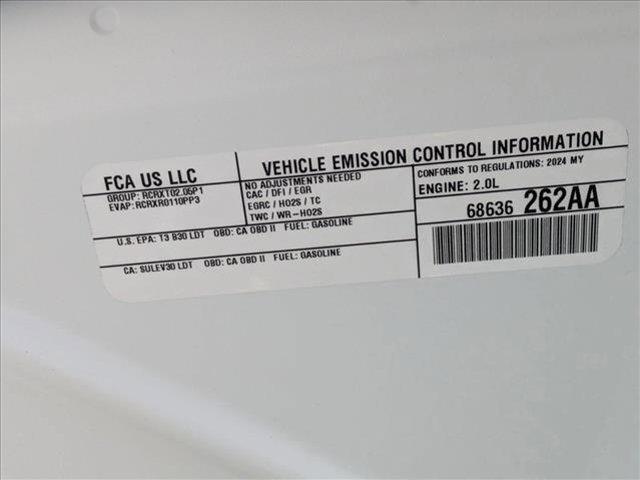 FCA US LLC
GROUP: RCRXT02.05P1
EVAP: RCRXR0110PP3
VEHICLE EMISSION CONTROL INFORMATION
NO ADJUSTMENTS NEEDED
CAC / DFI / EGR
EGRC / HO2S / TC
TWC / WR-HO2S
CONFORMS TO REGULATIONS: 2024 MY
ENGINE: 2.0L
U.S. EPA: T3 B30 LDT OBD: CA OBD II FUEL: GASOLINE
CA: SULEV30 LDT OBD: CA OBD II FUEL: GASOLINE
68636 262AA